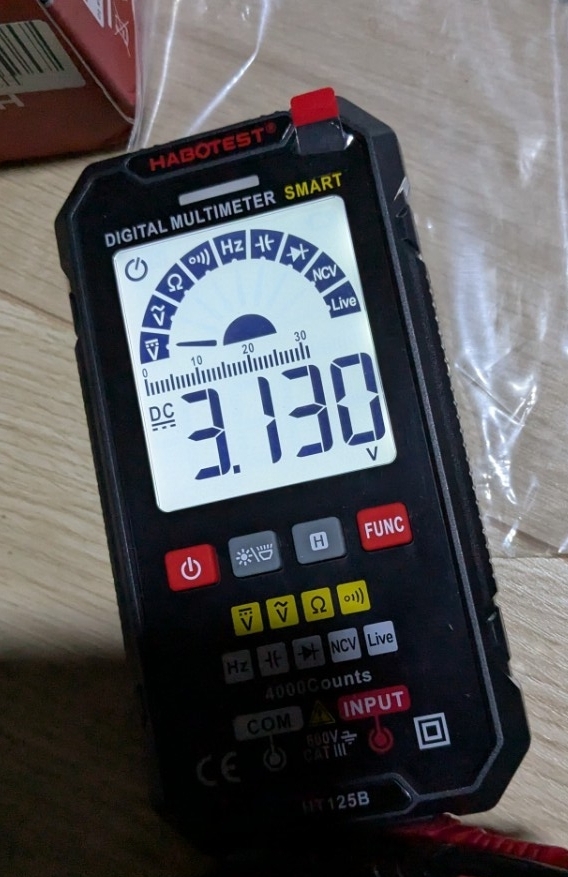 HABOTEST®
DIGITAL MULTIMETER SMART
Hz
NCV
Live
Ω
V
0 10 20 30
DC
3.130
V
H
FUNC
V V Ω
Hz NCV Live
4000Counts
COM INPUT
600V
CAT III
CE
HT125B